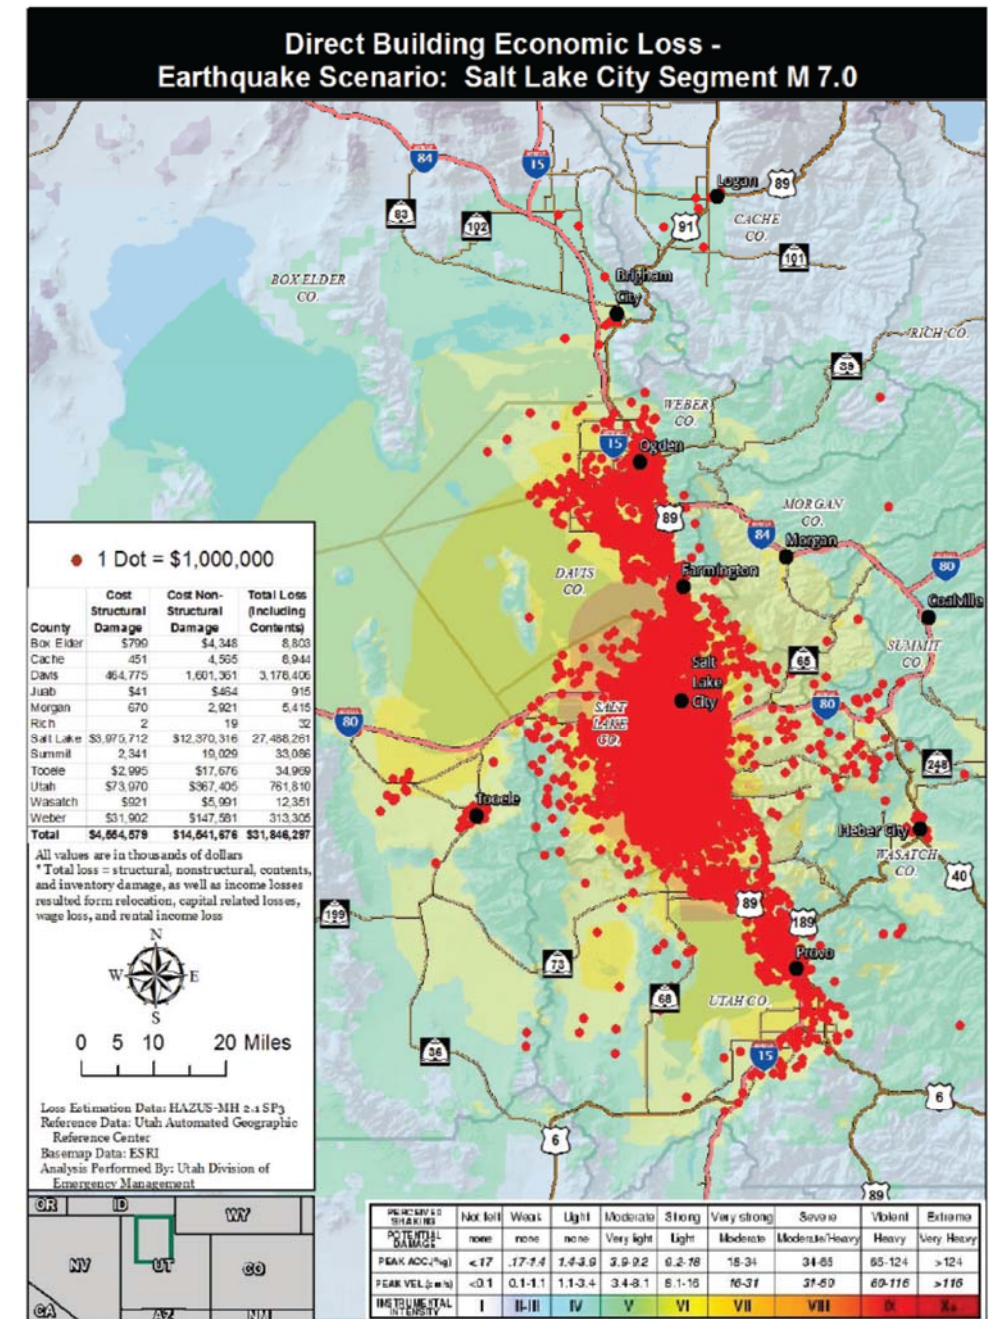 Direct Building Economic Loss -
Earthquake Scenario: Salt Lake City Segment M 7.0
84
15
Logan
89
83
102
91
CACHE
CO.
101
BOX ELDER
CO.
Brigham
City
RICH CO.
39
WEBER
CO.
15
Ogden
89
MORGAN
CO.
84
Morgan
80
DAVIS
CO.
Farmington
Coalville
SUMMIT
CO.
65
Salt
Lake
City
80
SALT
LAKE
CO.
80
248
Tooele
Heber City
WASATCH
CO.
40
199
89
189
73
Provo
68
UTAH CO.
36
15
6
6
89
1 Dot = $1,000,000
County Cost Structural Damage Cost Non-Structural Damage Total Loss (Including Contents)
Box Elder $799 $4,348 8,803
Cache 451 4,565 8,944
Davis 464,775 1,601,361 3,178,406
Juab $41 $464 915
Morgan 670 2,921 5,415
Rich 2 19 32
Salt Lake $3,975,712 $12,370,316 27,488,261
Summit 2,341 19,029 33,086
Tooele $2,995 $17,676 34,969
Utah $73,970 $367,405 761,810
Wasatch $921 $5,991 12,351
Weber $31,902 $147,581 313,305
Total $4,554,579 $14,541,676 $31,846,297
All values are in thousands of dollars
* Total loss = structural, nonstructural, contents,
and inventory damage, as well as income losses
resulted form relocation, capital related losses,
wage loss, and rental income loss
N
W E
S
0 5 10 20 Miles
Loss Estimation Data: HAZUS-MH 2.1 SP3
Reference Data: Utah Automated Geographic
Reference Center
Basemap Data: ESRI
Analysis Performed By: Utah Division of
Emergency Management
OR ID WY
NV UT CO
CA AZ NM
PERCEIVED SHAKING Not felt Weak Light Moderate Strong Very strong Severe Violent Extreme
POTENTIAL DAMAGE none none none Very light Light Moderate Moderate/Heavy Heavy Very Heavy
PEAK ACC.(%g) <.17 .17-1.4 1.4-3.9 3.9-9.2 9.2-18 18-34 34-65 65-124 >124
PEAK VEL.(cm/s) <0.1 0.1-1.1 1.1-3.4 3.4-8.1 8.1-16 16-31 31-60 60-116 >116
INSTRUMENTAL INTENSITY I II-III IV V VI VII VIII IX X+